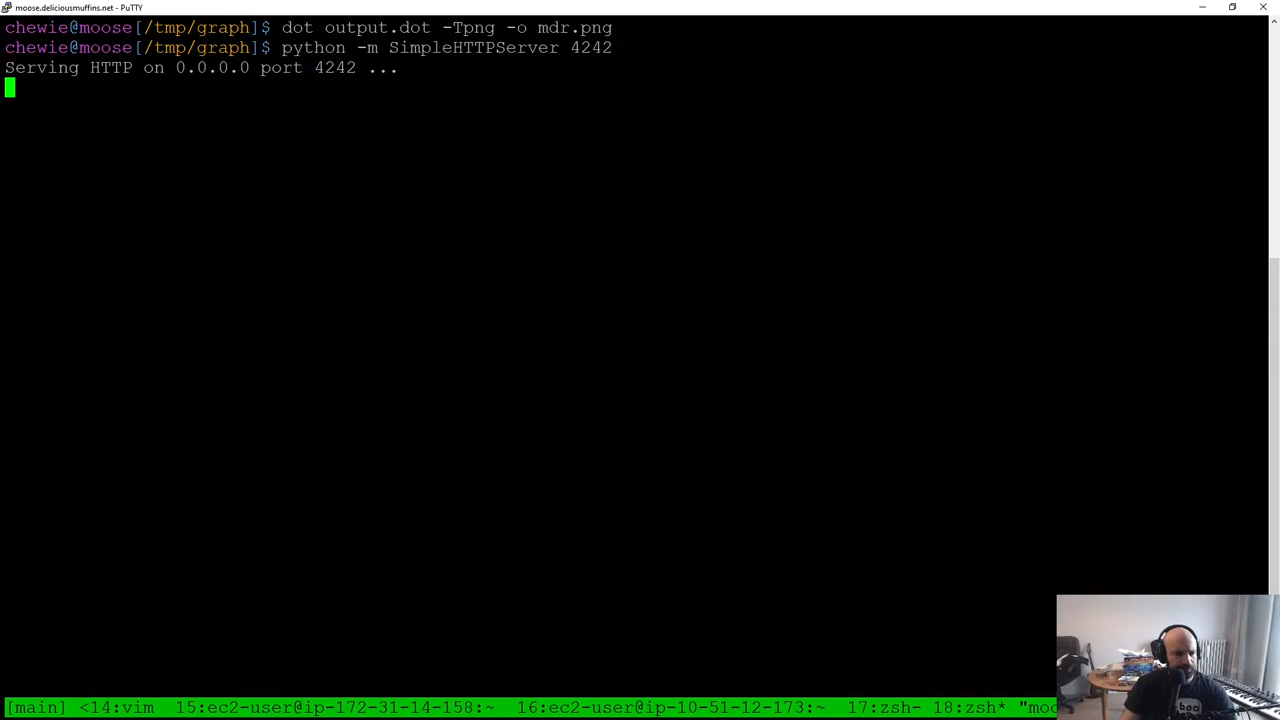 moose.deliciousmuffins.net - PuTTY
chewie@moose[/tmp/graph]$ dot output.dot -Tpng -o mdr.png
chewie@moose[/tmp/graph]$ python -m SimpleHTTPServer 4242
Serving HTTP on 0.0.0.0 port 4242 ...
[main] <14:vim  15:ec2-user@ip-172-31-14-158:~  16:ec2-user@ip-10-51-12-173:~  17:zsh- 18:zsh* "moo